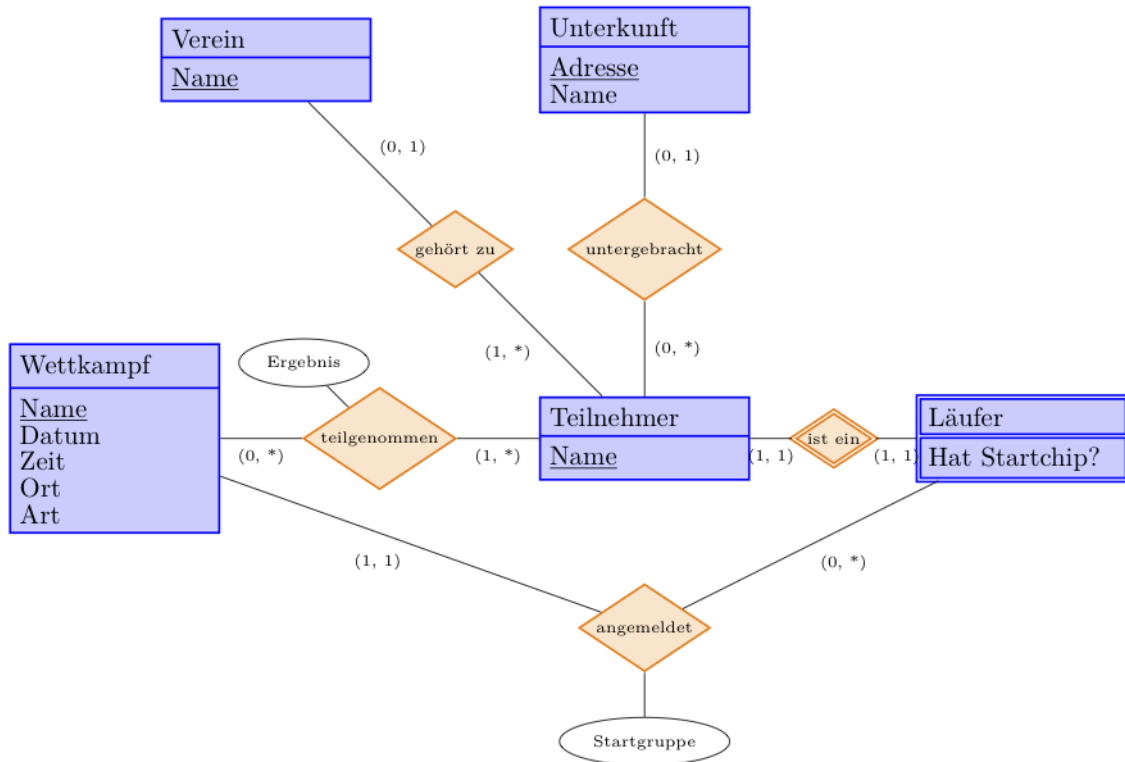 Verein
Name
Unterkunft
Adresse
Name
(0, 1)
(0, 1)
gehört zu
untergebracht
(1, *)
(0, *)
Wettkampf
Name
Datum
Zeit
Ort
Art
Ergebnis
teilgenommen
(0, *)
(1, *)
Teilnehmer
Name
ist ein
(1, 1)
(1, 1)
Läufer
Hat Startchip?
(1, 1)
(0, *)
angemeldet
Startgruppe